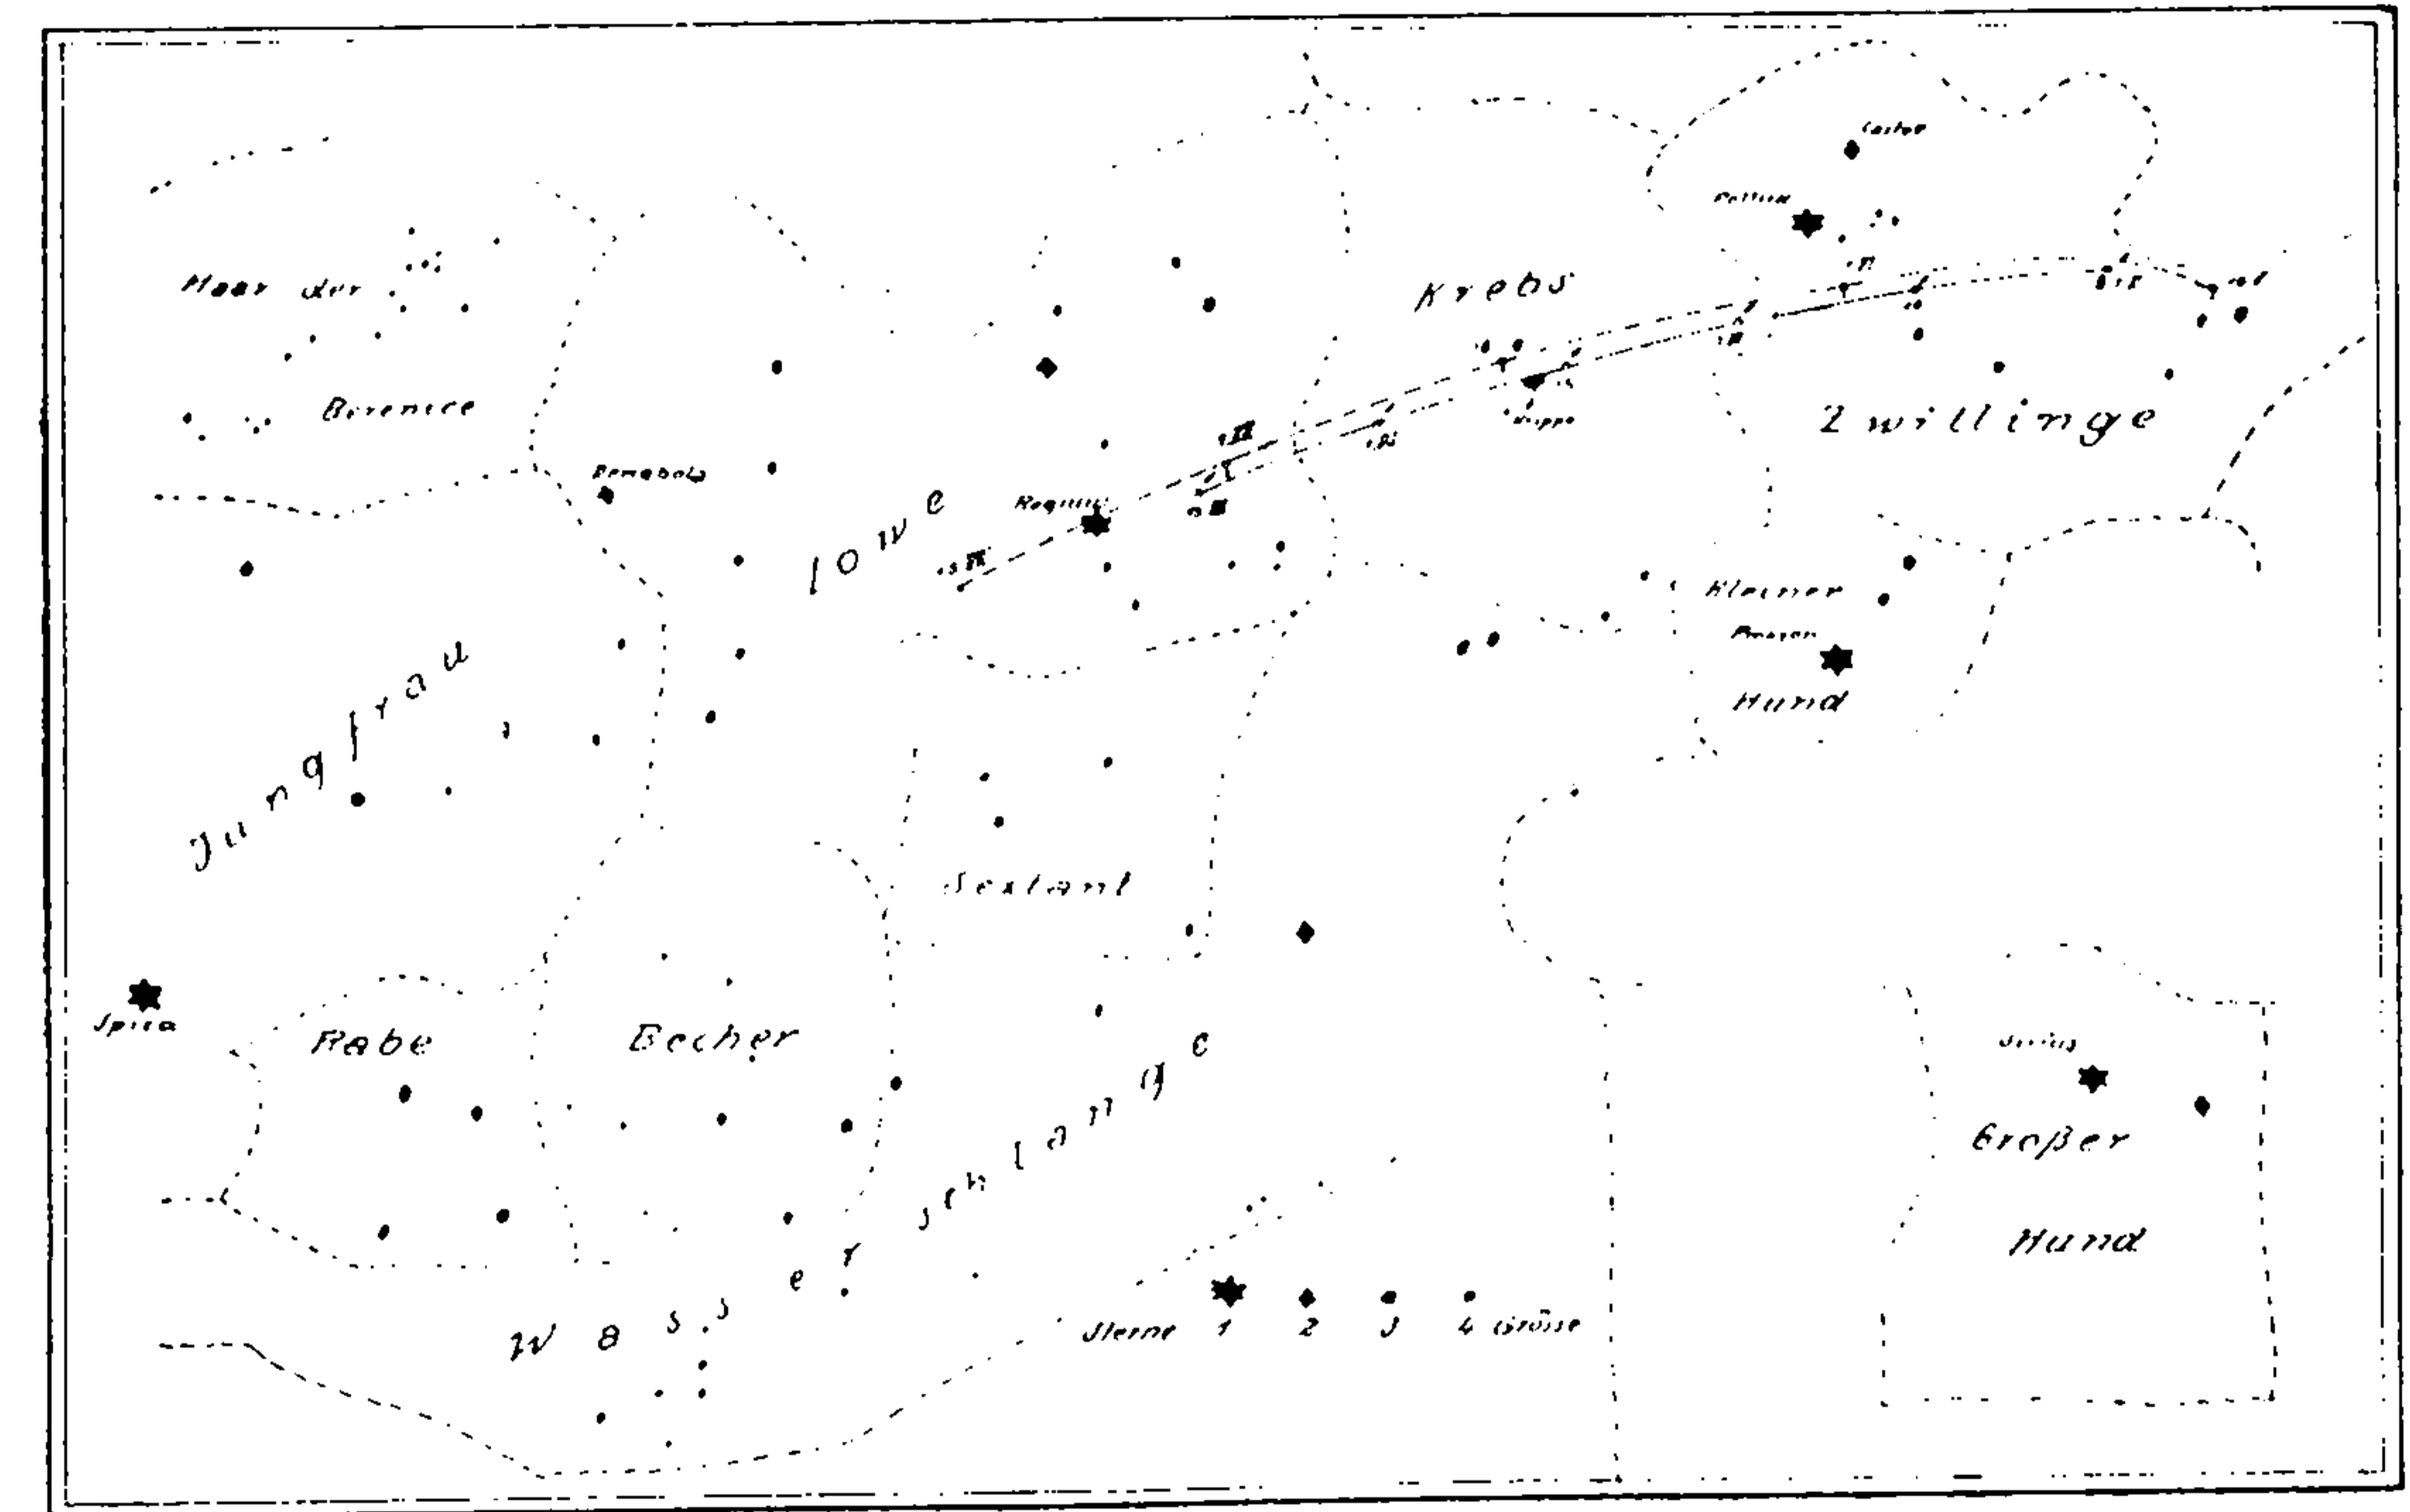 Castor
Pollux
Haar der
Krebs
Berenice
Zwillinge
Denebola
Löwe
Regulus
Kleiner
Procyon
Hund
Jungfrau
Sextant
Spica
Rabe
Becher
Sirius
Großer
Hund
Wasserschlange
Sterne 1 2 3 4 Grösse